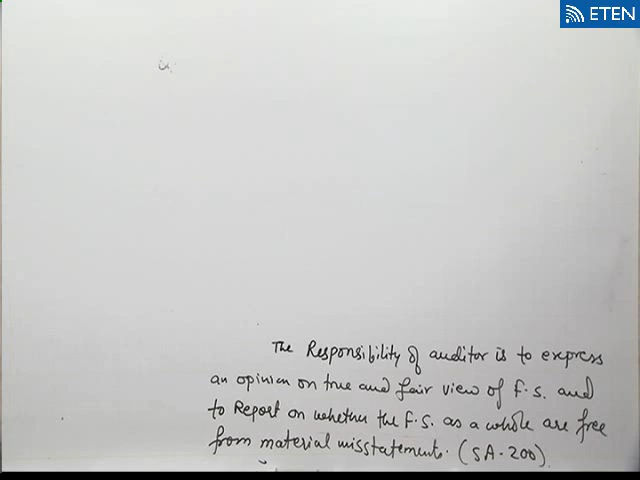 ETEN
The Responsibility of auditor is to express
an opinion on true and fair view of F.S. and
to Report on whether the F.S. as a whole are free
from material misstatements. (SA-200)